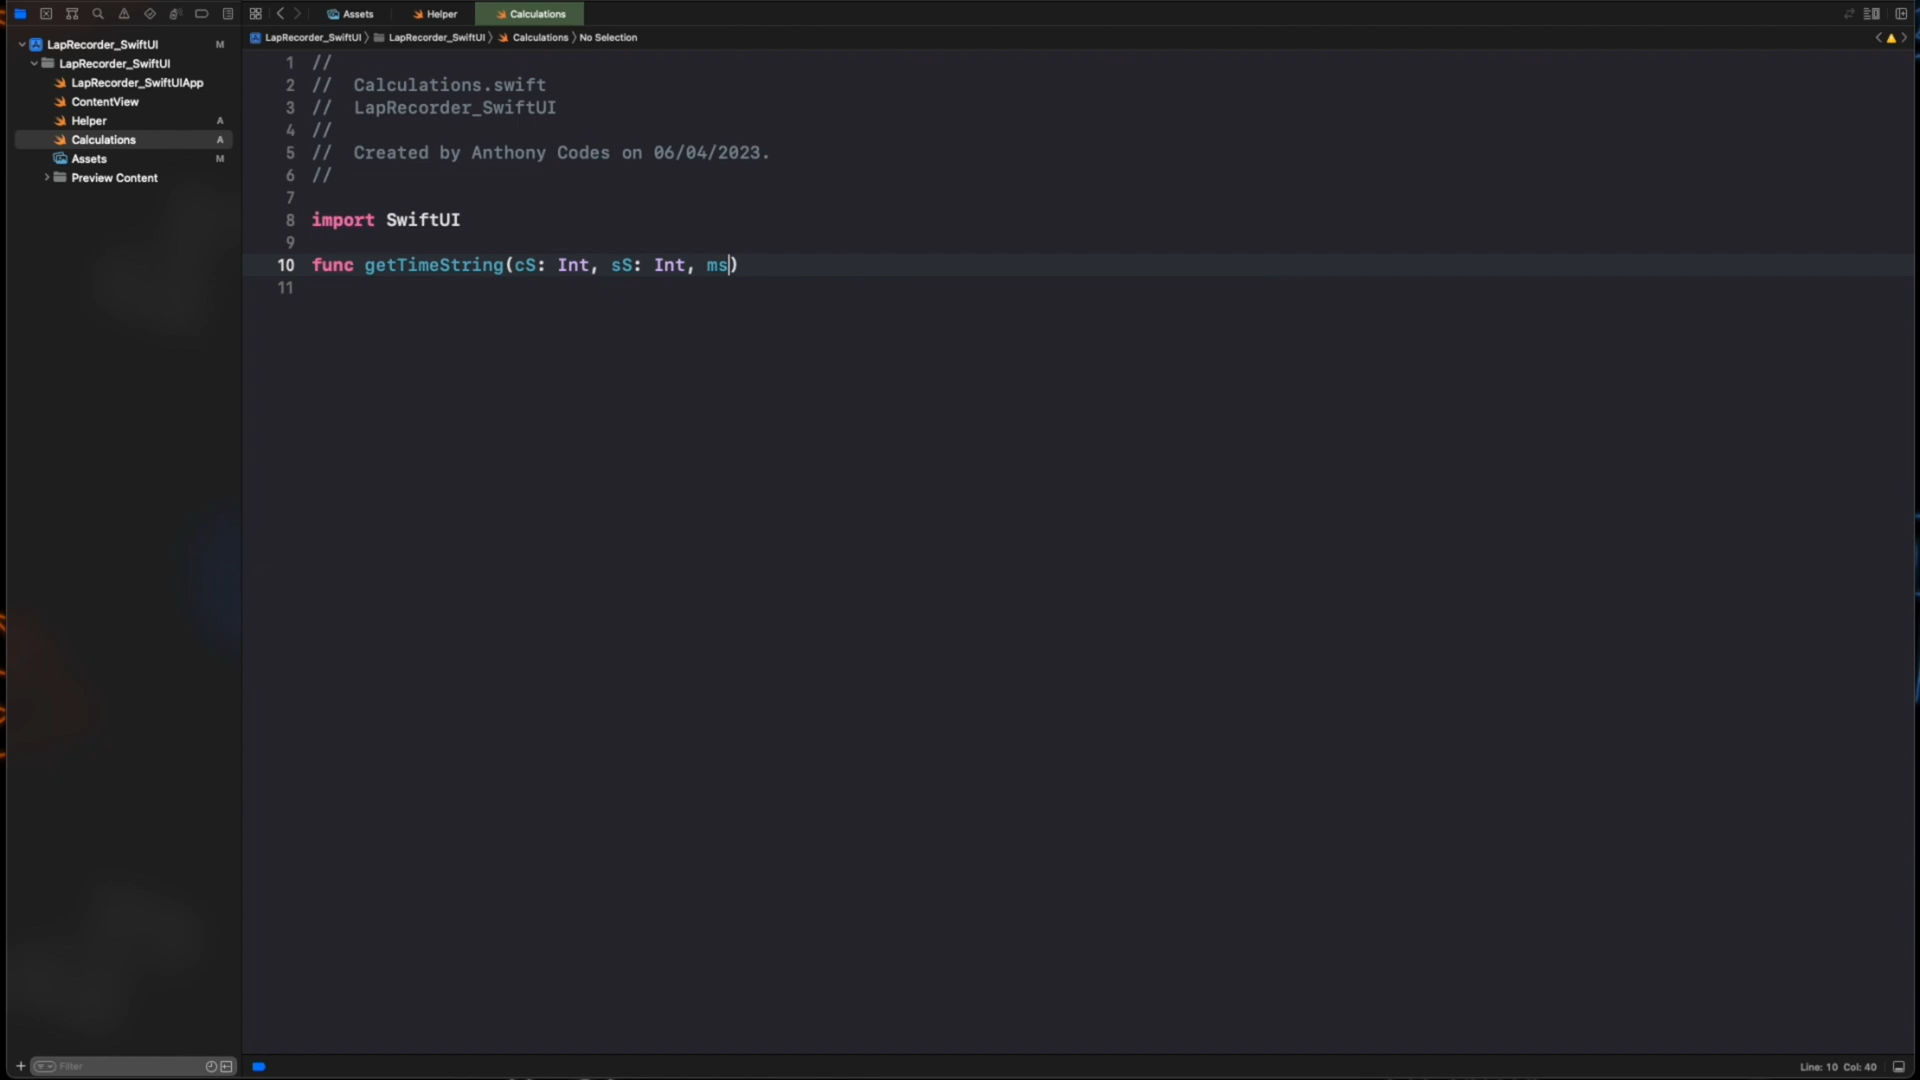 Assets
Helper
Calculations
LapRecorder_SwiftUI
M
LapRecorder_SwiftUI
LapRecorder_SwiftUIApp
ContentView
Helper
A
Calculations
A
Assets
M
Preview Content
LapRecorder_SwiftUI
LapRecorder_SwiftUI
Calculations
No Selection
1 //
2 // Calculations.swift
3 // LapRecorder_SwiftUI
4 //
5 // Created by Anthony Codes on 06/04/2023.
6 //
7
8 import SwiftUI
9
10 func getTimeString(cS: Int, sS: Int, ms)
11
Filter
Line: 10 Col: 40